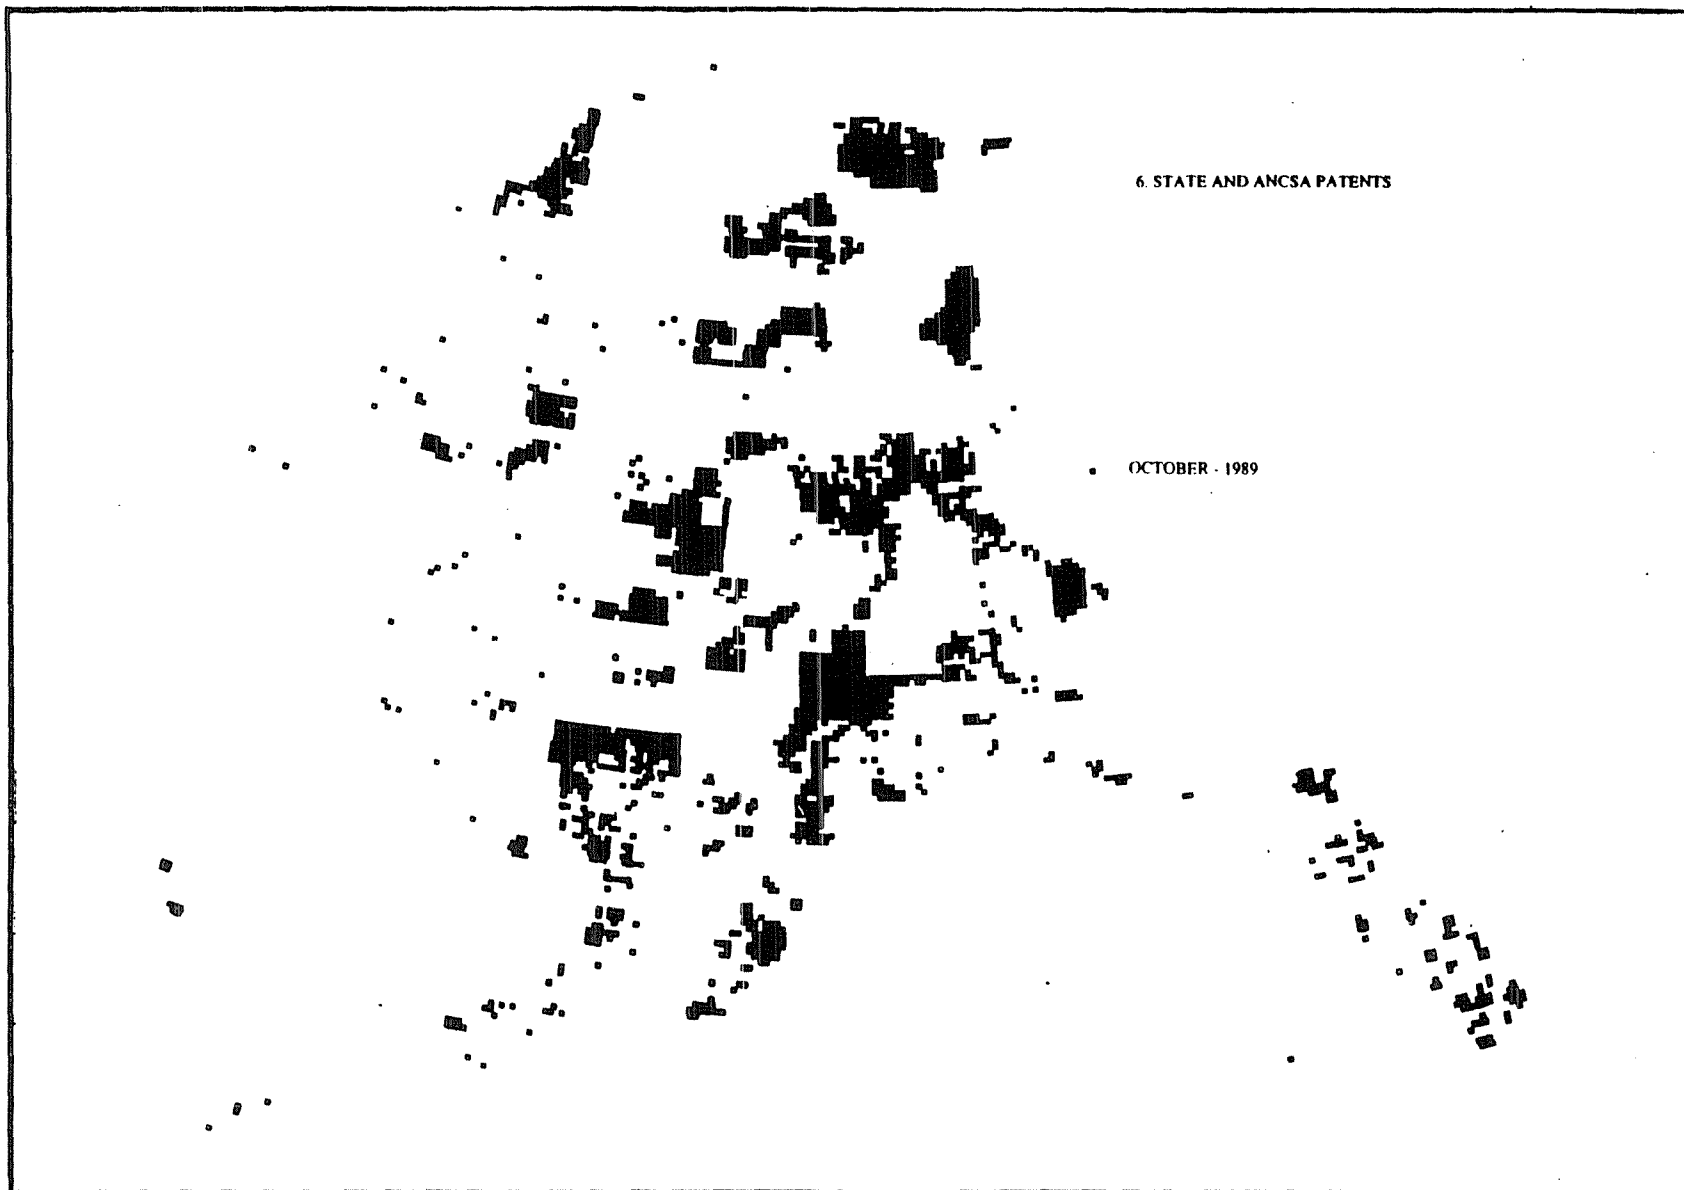 6. STATE AND ANCSA PATENTS
OCTOBER - 1989